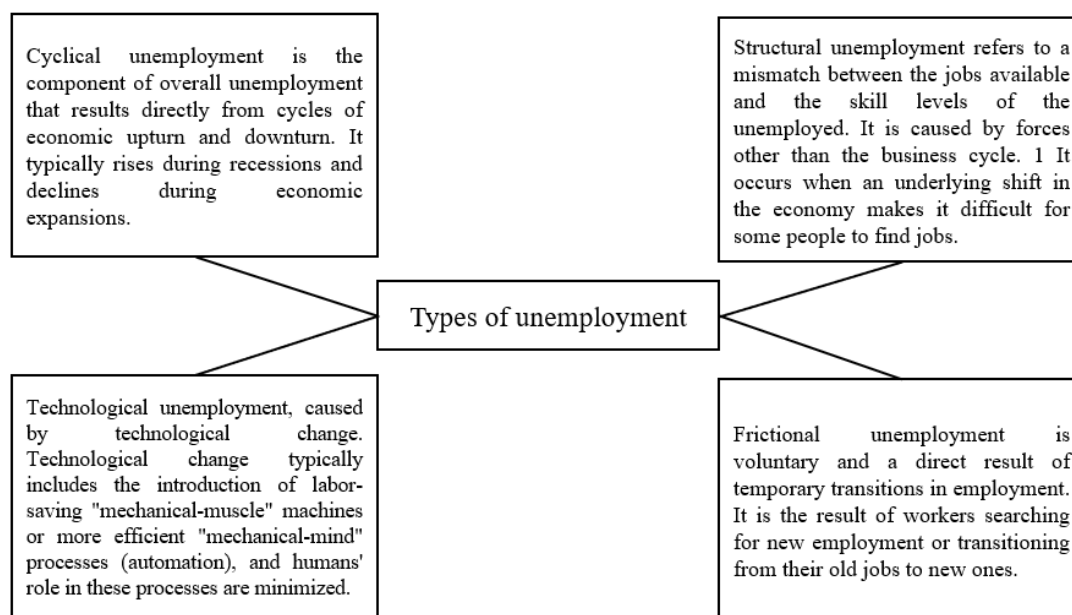 Cyclical unemployment is the
component of overall unemployment
that results directly from cycles of
economic upturn and downturn. It
typically rises during recessions and
declines during economic
expansions.
Structural unemployment refers to a
mismatch between the jobs available
and the skill levels of the
unemployed. It is caused by forces
other than the business cycle. 1 It
occurs when an underlying shift in
the economy makes it difficult for
some people to find jobs.
Types of unemployment
Technological unemployment, caused
by technological change.
Technological change typically
includes the introduction of labor-
saving "mechanical-muscle" machines
or more efficient "mechanical-mind"
processes (automation), and humans'
role in these processes are minimized.
Frictional unemployment is
voluntary and a direct result of
temporary transitions in employment.
It is the result of workers searching
for new employment or transitioning
from their old jobs to new ones.